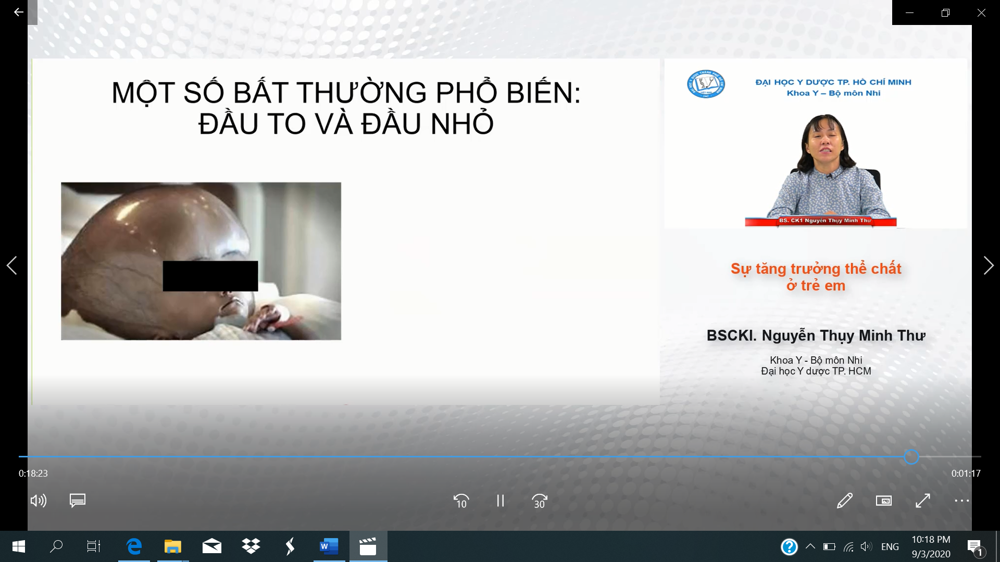 MỘT SỐ BẤT THƯỜNG PHỔ BIẾN:
ĐẦU TO VÀ ĐẦU NHỎ
ĐẠI HỌC Y DƯỢC TP. HỒ CHÍ MINH
Khoa Y – Bộ môn Nhi
BS. CK1 Nguyễn Thụy Minh Thư
Sự tăng trưởng thể chất
ở trẻ em
BSCKI. Nguyễn Thụy Minh Thư
Khoa Y - Bộ môn Nhi
Đại học Y dược TP. HCM
0:18:23
0:01:17
10
30
W
ENG
10:18 PM
9/3/2020
1